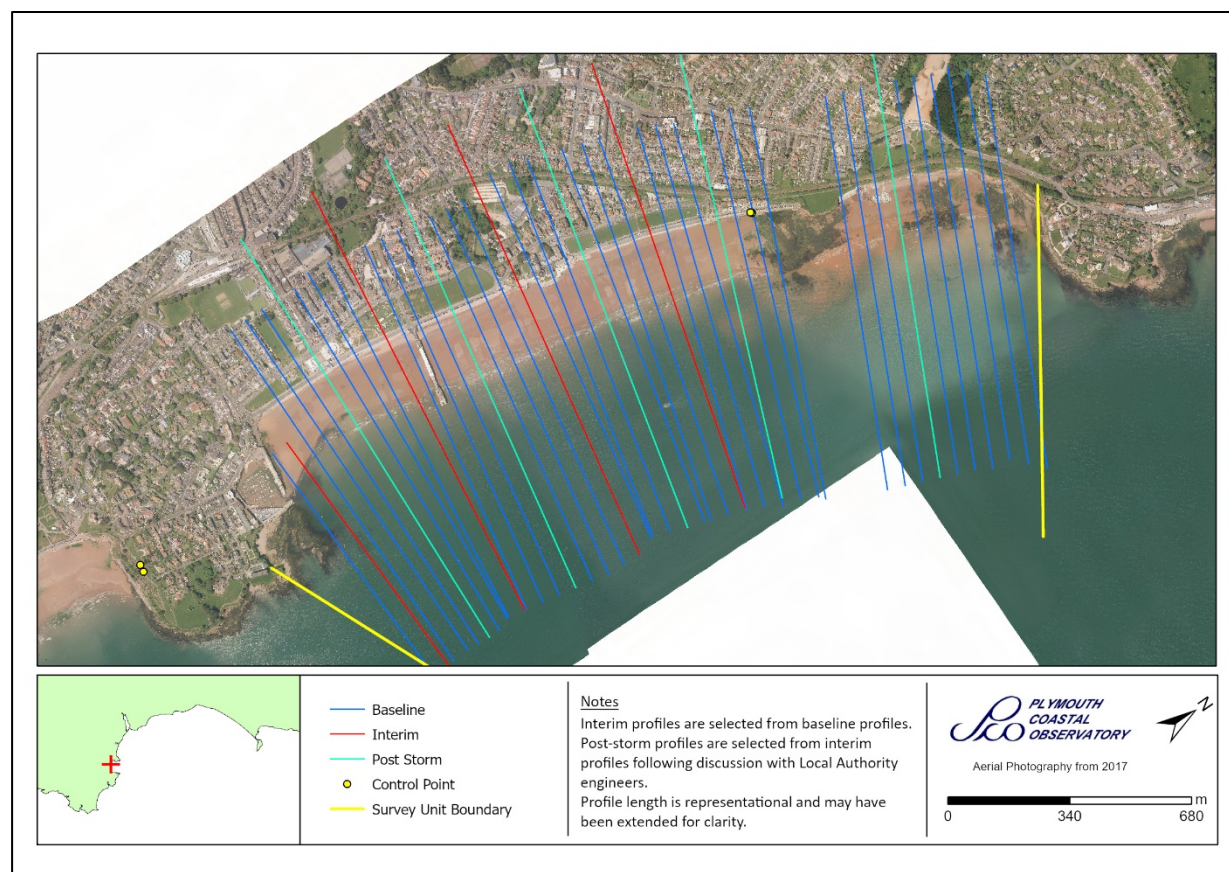 Baseline
Interim
Post Storm
Control Point
Survey Unit Boundary
Notes
Interim profiles are selected from baseline profiles.
Post-storm profiles are selected from interim
profiles following discussion with Local Authority
engineers.
Profile length is representational and may have
been extended for clarity.
PLYMOUTH
COASTAL
OBSERVATORY
N
Aerial Photography from 2017
m
0 340 680